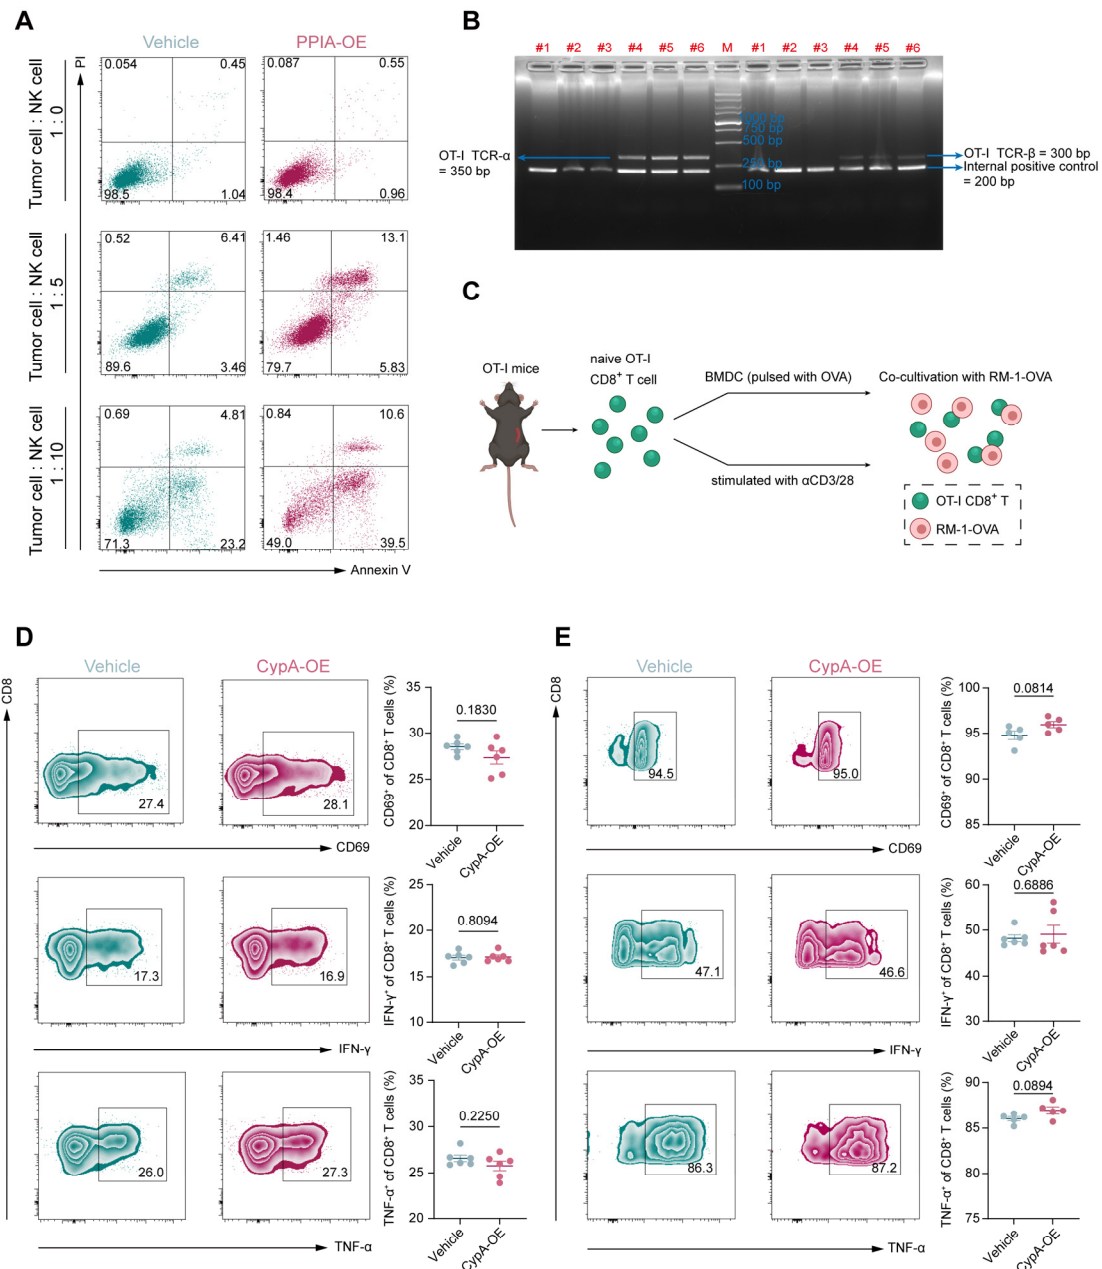 A
Vehicle
PPIA-OE
PI
Tumor cell : NK cell
1 : 0
0.054
0.45
98.5
1.04
0.087
0.55
98.4
0.96
Tumor cell : NK cell
1 : 5
0.52
6.41
89.6
3.46
1.46
13.1
79.7
5.83
Tumor cell : NK cell
1 : 10
0.69
4.81
71.3
23.2
0.84
10.6
49.0
39.5
Annexin V
B
#1 #2 #3 #4 #5 #6 M #1 #2 #3 #4 #5 #6
750 bp
500 bp
250 bp
100 bp
OT-I TCR-α
= 350 bp
OT-I TCR-β = 300 bp
Internal positive control
= 200 bp
C
OT-I mice
naive OT-I
CD8⁺ T cell
BMDC (pulsed with OVA)
stimulated with αCD3/28
Co-cultivation with RM-1-OVA
OT-I CD8⁺ T
RM-1-OVA
D
Vehicle
CypA-OE
CD8
27.4
28.1
CD69
CD69⁺ of CD8⁺ T cells (%)
35
30
25
20
0.1830
Vehicle
CypA-OE
17.3
16.9
IFN-γ
IFN-γ⁺ of CD8⁺ T cells (%)
25
20
15
10
0.8094
Vehicle
CypA-OE
26.0
27.3
TNF-α
TNF-α⁺ of CD8⁺ T cells (%)
35
30
25
20
0.2250
Vehicle
CypA-OE
E
Vehicle
CypA-OE
CD8
94.5
95.0
CD69
CD69⁺ of CD8⁺ T cells (%)
100
95
90
85
0.0814
Vehicle
CypA-OE
47.1
46.6
IFN-γ
IFN-γ⁺ of CD8⁺ T cells (%)
60
50
40
30
0.6886
Vehicle
CypA-OE
86.3
87.2
TNF-α
TNF-α⁺ of CD8⁺ T cells (%)
90
85
80
75
0.0894
Vehicle
CypA-OE